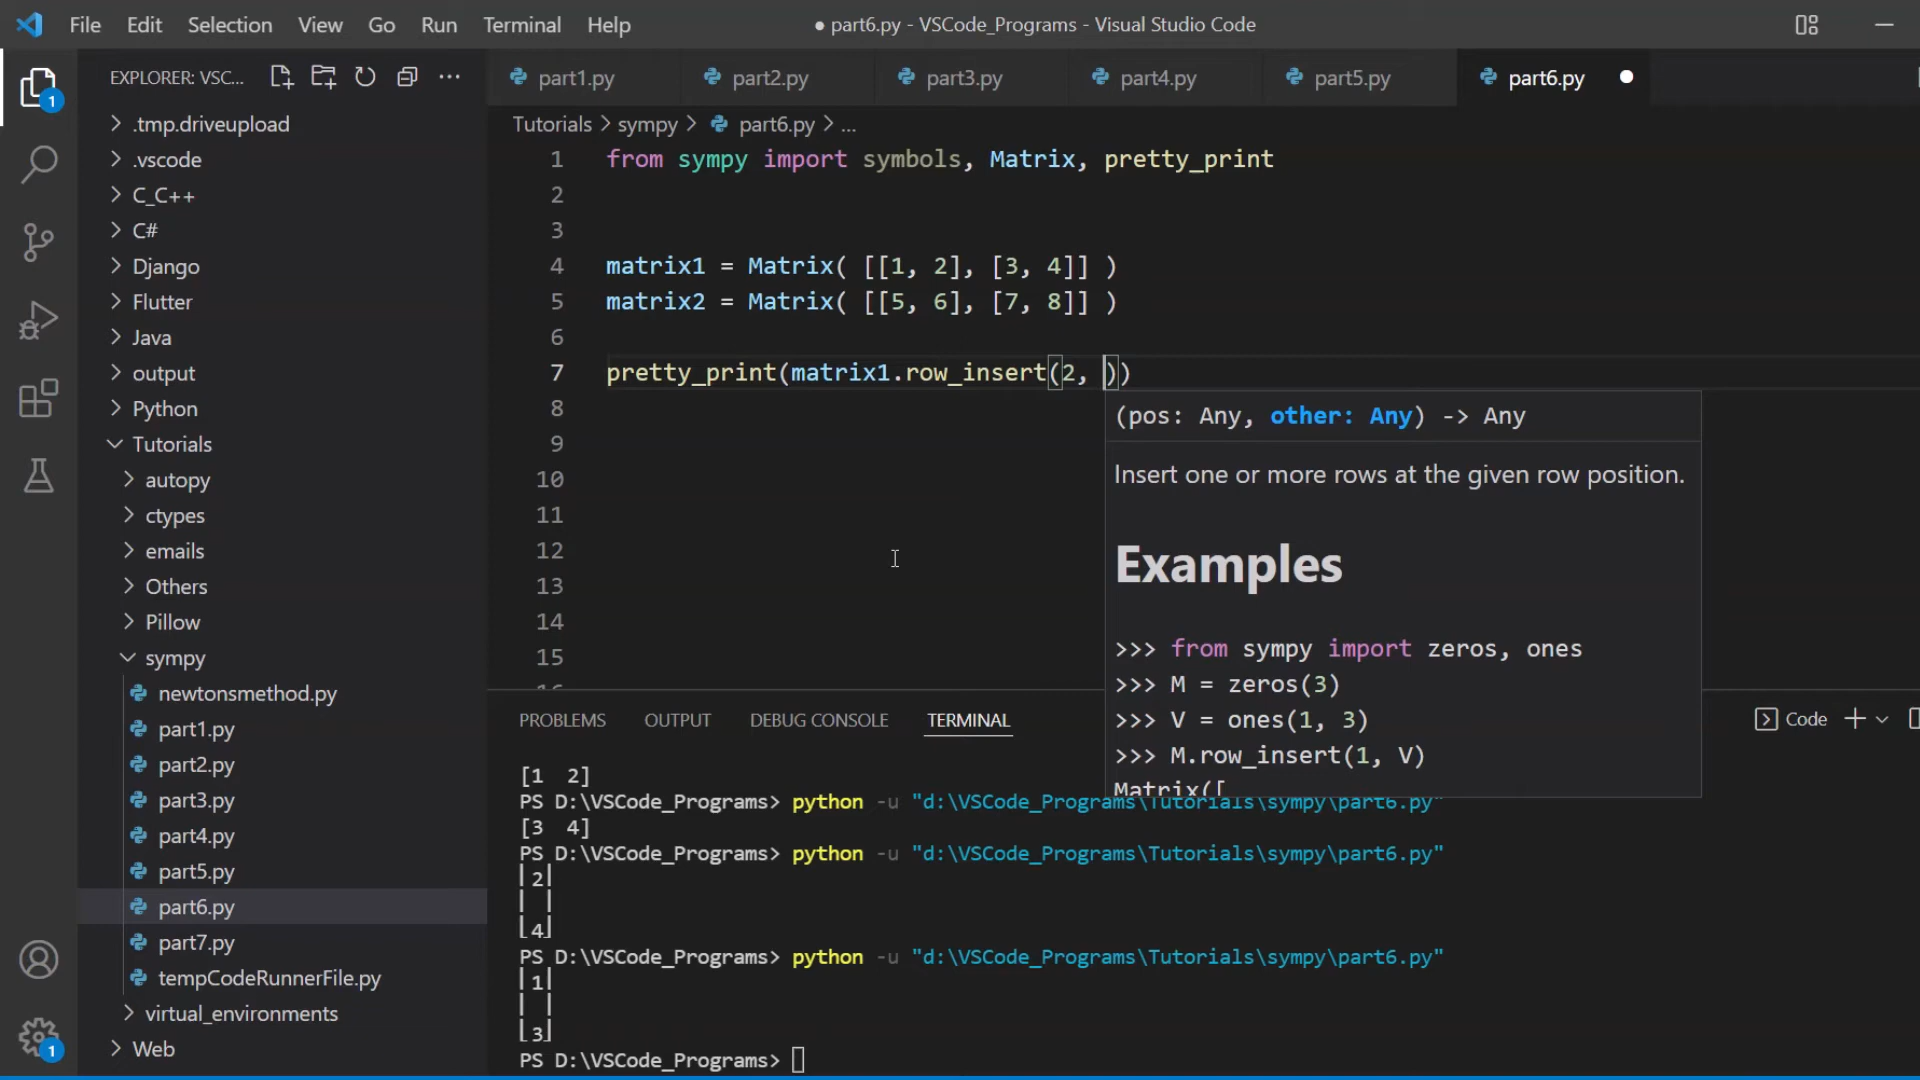 File Edit Selection View Go Run Terminal Help
● part6.py - VSCode_Programs - Visual Studio Code
EXPLORER: VSC...
1
.tmp.driveupload
.vscode
C_C++
C#
Django
Flutter
Java
output
Python
Tutorials
autopy
ctypes
emails
Others
Pillow
sympy
newtonsmethod.py
part1.py
part2.py
part3.py
part4.py
part5.py
part6.py
part7.py
tempCodeRunnerFile.py
virtual_environments
Web
1
part1.py part2.py part3.py part4.py part5.py part6.py
Tutorials > sympy > part6.py > ...
1 from sympy import symbols, Matrix, pretty_print
2
3
4 matrix1 = Matrix( [[1, 2], [3, 4]] )
5 matrix2 = Matrix( [[5, 6], [7, 8]] )
6
7 pretty_print(matrix1.row_insert(2, ))
8
9
10
11
12
13
14
15
(pos: Any, other: Any) -> Any
Insert one or more rows at the given row position.
Examples
>>> from sympy import zeros, ones
>>> M = zeros(3)
>>> V = ones(1, 3)
>>> M.row_insert(1, V)
Matrix([
PROBLEMS OUTPUT DEBUG CONSOLE TERMINAL
Code
[1 2]
PS D:\VSCode_Programs> python -u "d:\VSCode_Programs\Tutorials\sympy\part6.py"
[3 4]
PS D:\VSCode_Programs> python -u "d:\VSCode_Programs\Tutorials\sympy\part6.py"
⎡2⎤
⎢ ⎥
⎣4⎦
PS D:\VSCode_Programs> python -u "d:\VSCode_Programs\Tutorials\sympy\part6.py"
⎡1⎤
⎢ ⎥
⎣3⎦
PS D:\VSCode_Programs>